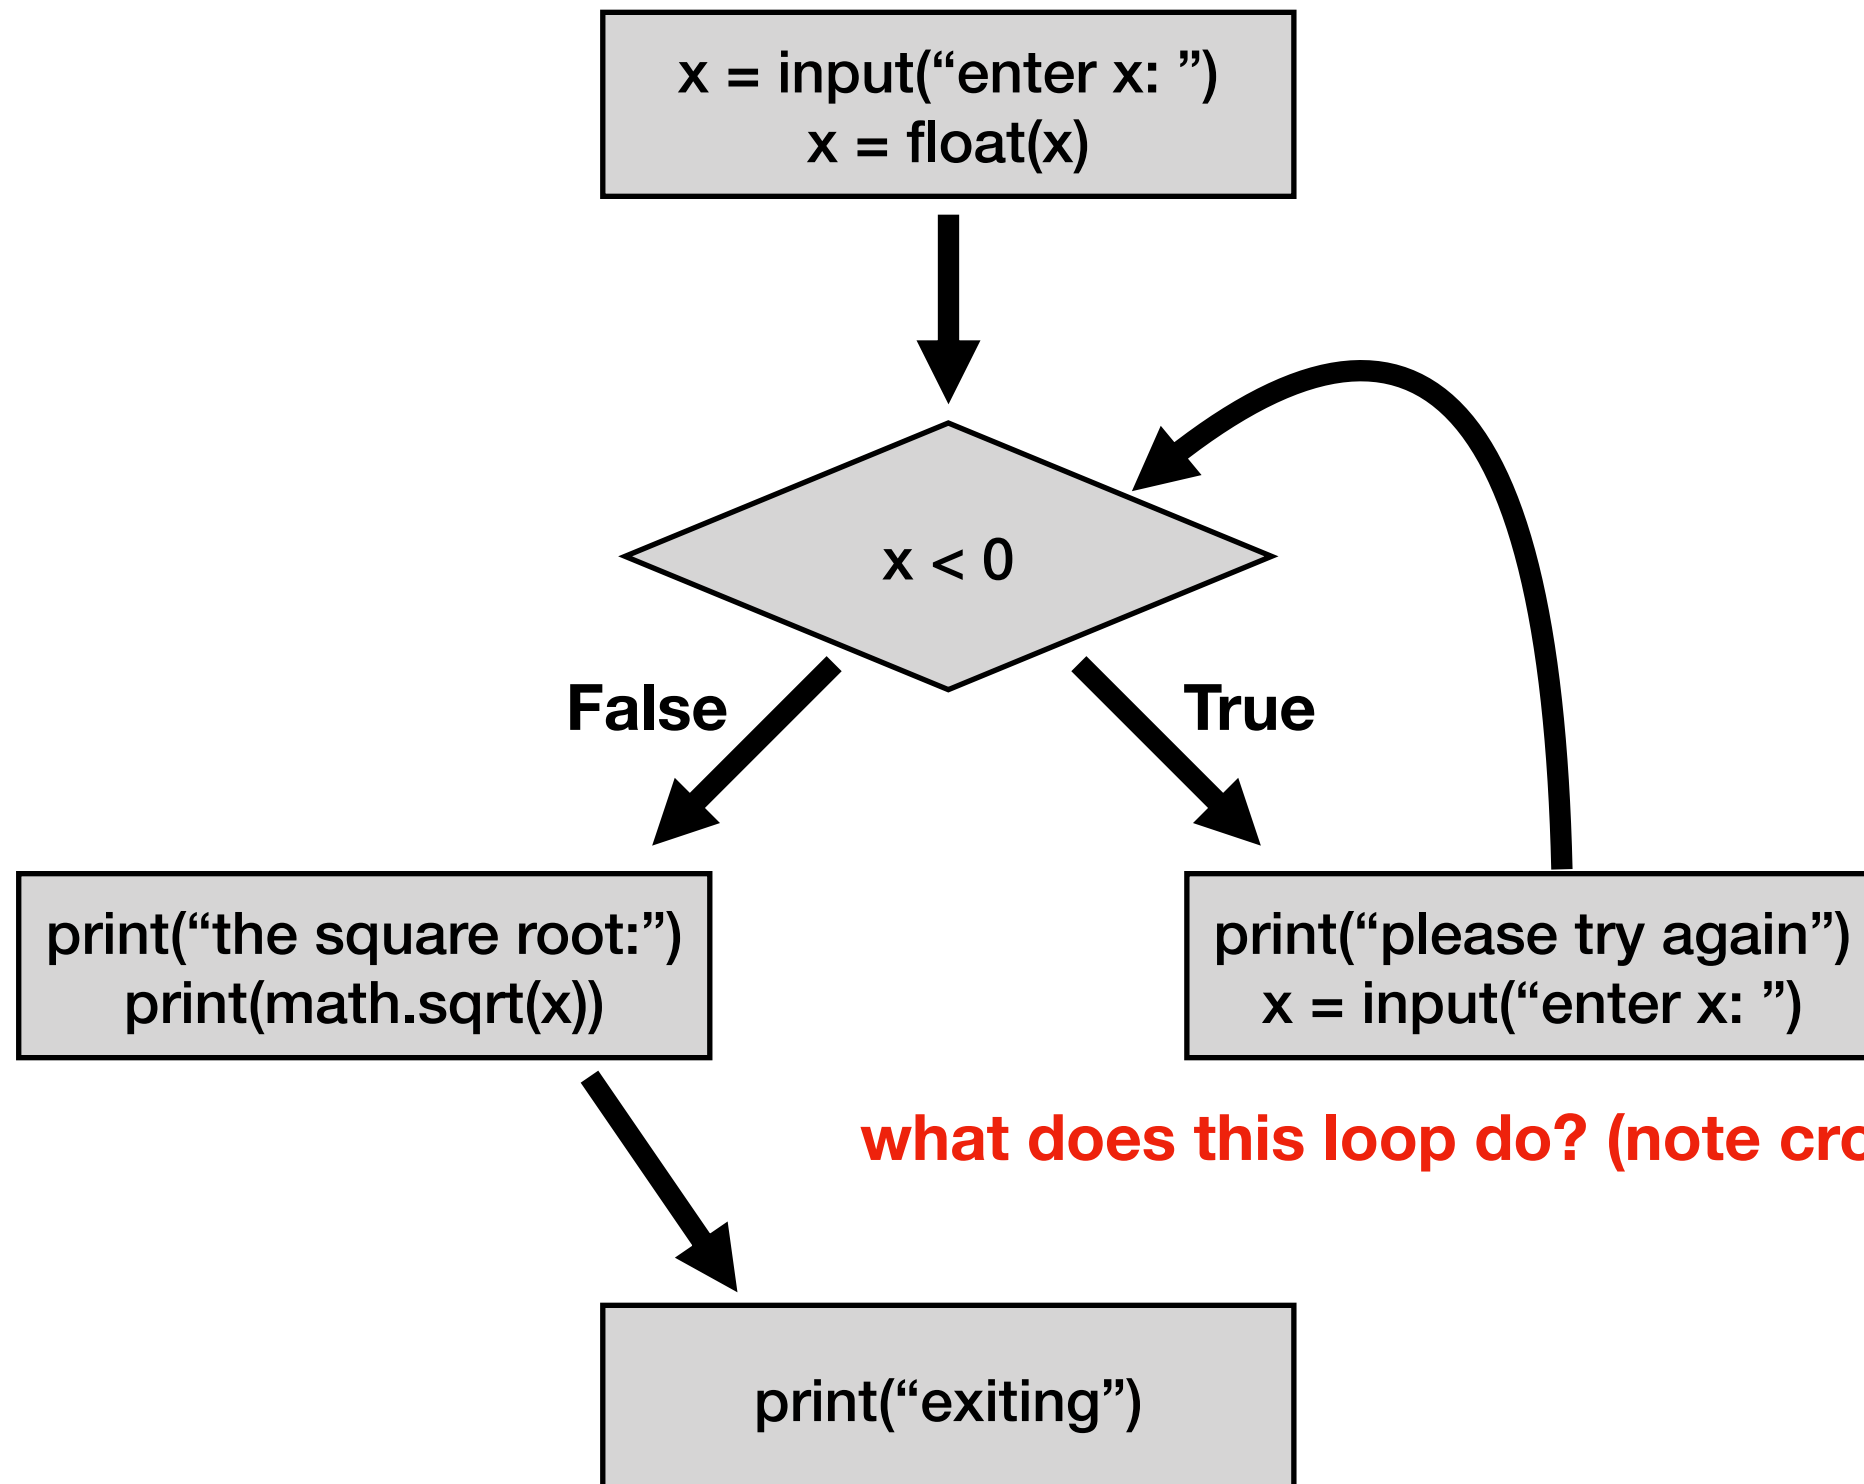 x = input(“enter x: ”)
x = float(x)
x < 0
False
True
print(“the square root:”)
print(math.sqrt(x))
print(“please try again”)
x = input(“enter x: ”)
what does this loop do? (note
print(“exiting”)